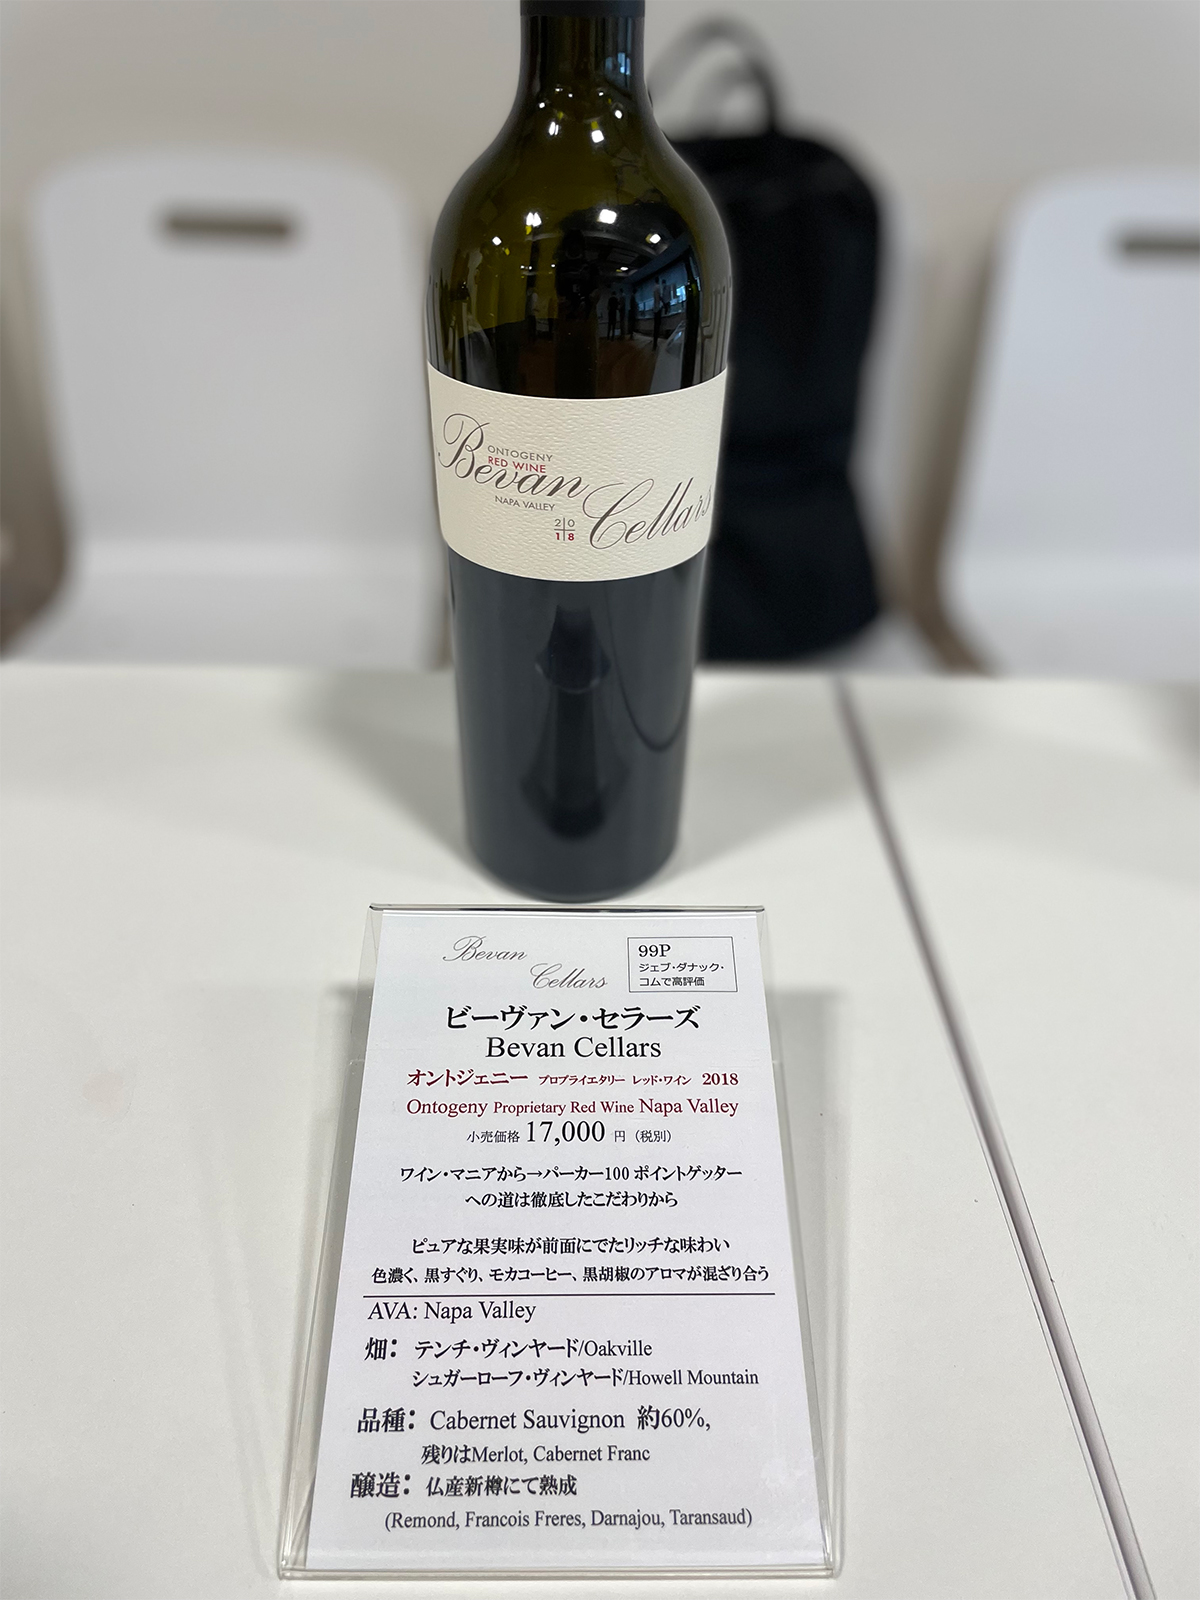 ONTOGENY
RED WINE
Bevan Cellars
NAPA VALLEY
20
18
Bevan
Cellars
99P
ジェブ・ダナック・
コムで高評価
ビーヴァン・セラーズ
Bevan Cellars
オントジェニー プロプライエタリー レッド・ワイン 2018
Ontogeny Proprietary Red Wine Napa Valley
小売価格 17,000 円（税別）
ワイン・マニアから→パーカー100 ポイントゲッター
への道は徹底したこだわりから
ピュアな果実味が前面にでたリッチな味わい
色濃く、黒すぐり、モカコーヒー、黒胡椒のアロマが混ざり合う
AVA: Napa Valley
畑： テンチ・ヴィンヤード/Oakville
シュガーローフ・ヴィンヤード/Howell Mountain
品種： Cabernet Sauvignon 約60%,
残りはMerlot, Cabernet Franc
醸造： 仏産新樽にて熟成
(Remond, Francois Freres, Darnajou, Taransaud)